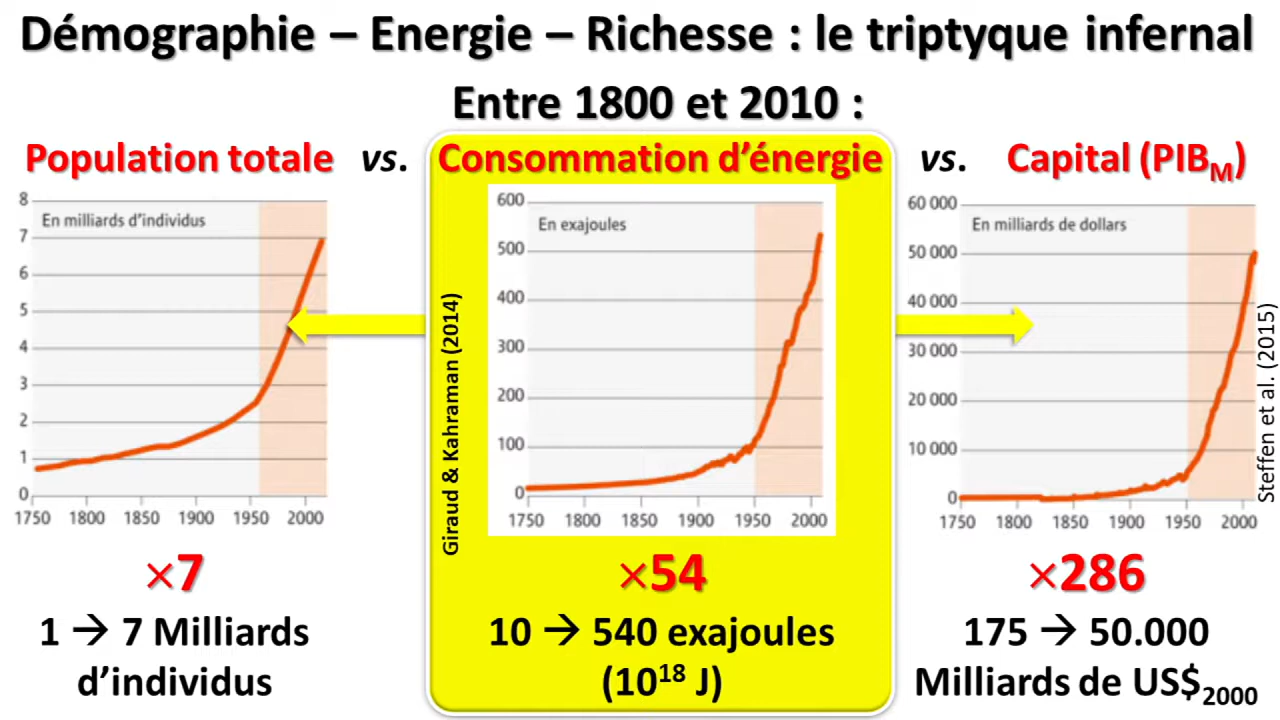 Démographie – Energie – Richesse : le triptyque infernal
Entre 1800 et 2010 :
Population totale vs. Consommation d’énergie vs. Capital (PIB_M)
En milliards d’individus
8
7
6
5
4
3
2
1
0
1750 1800 1850 1900 1950 2000
Giraud & Kahraman (2014)
En exajoules
600
500
400
300
200
100
0
1750 1800 1850 1900 1950 2000
En milliards de dollars
60 000
50 000
40 000
30 000
20 000
10 000
0
1750 1800 1850 1900 1950 2000
Steffen et al. (2015)
×7
1 → 7 Milliards
d’individus
×54
10 → 540 exajoules
(10¹⁸ J)
×286
175 → 50.000
Milliards de US$₂₀₀₀